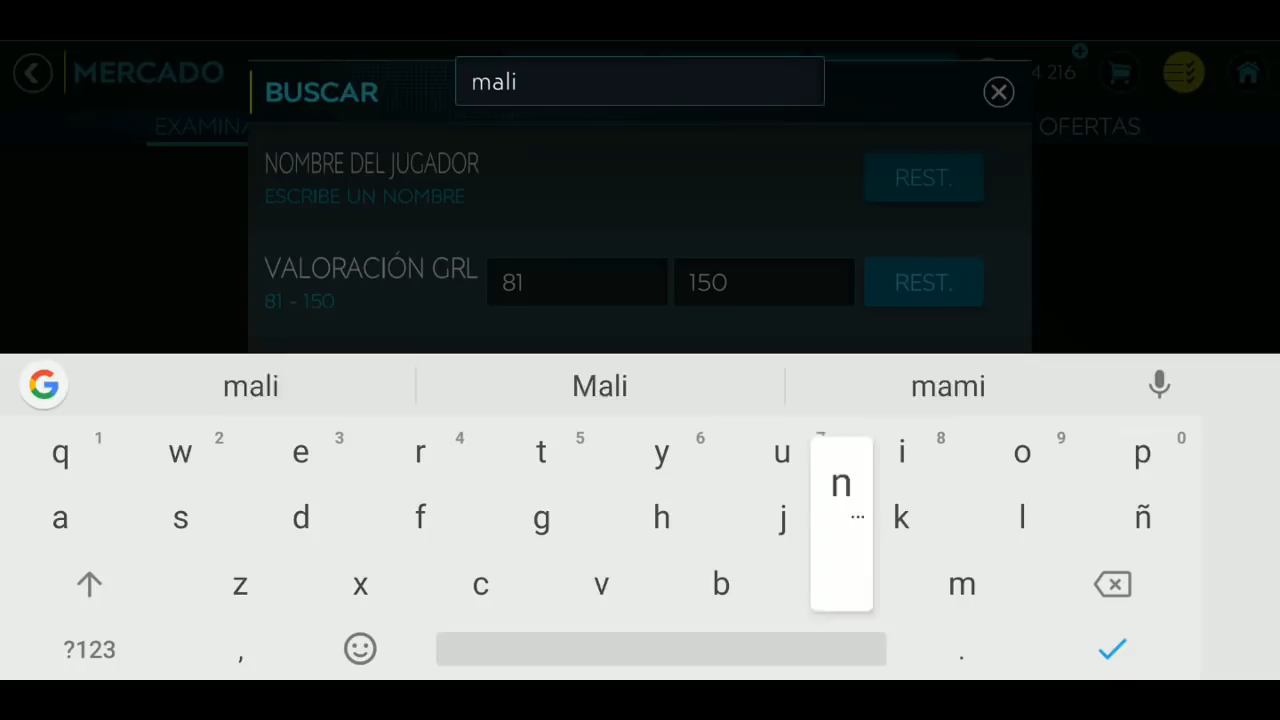 MERCADO
BUSCAR
mali
4 216
EXAMINA
OFERTAS
NOMBRE DEL JUGADOR
ESCRIBE UN NOMBRE
REST.
VALORACIÓN GRL
81 - 150
81
150
REST.
mali
Mali
mami
q 1 w 2 e 3 r 4 t 5 y 6 u 7 i 8 o 9 p 0
a s d f g h j k l ñ
z x c v b n ... m
?123 , .